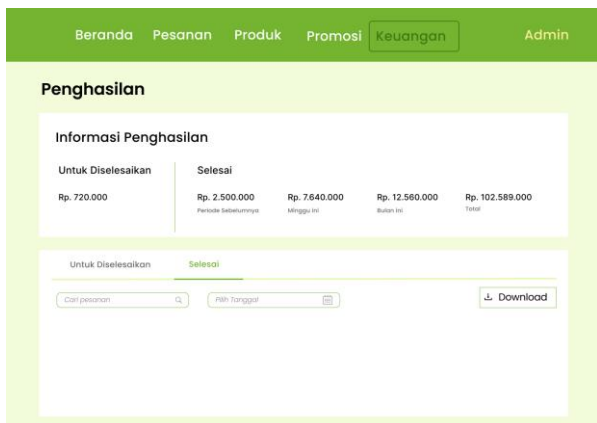 Beranda Pesanan Produk Promosi Keuangan Admin
Penghasilan
Informasi Penghasilan
Untuk Diselesaikan Selesai
Rp. 720.000 Rp. 2.500.000 Rp. 7.640.000 Rp. 12.560.000 Rp. 102.589.000
Periode Sebelumnya Minggu Ini Bulan Ini Total
Untuk Diselesaikan Selesai
Cari pesanan Pilih Tanggal Download